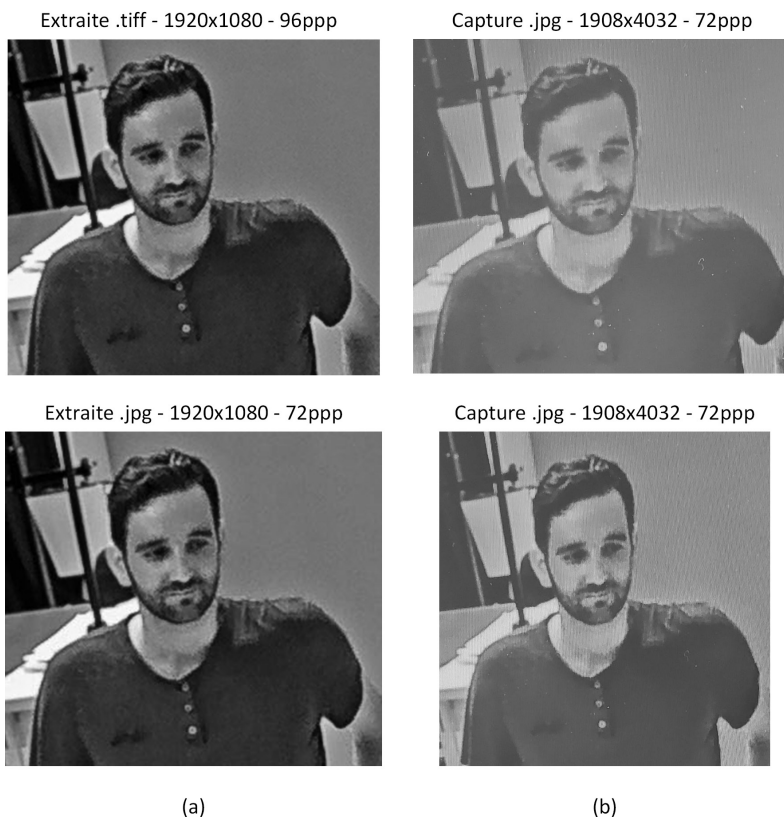 Extraite .tiff - 1920x1080 - 96ppp
Capture .jpg - 1908x4032 - 72ppp
Extraite .jpg - 1920x1080 - 72ppp
Capture .jpg - 1908x4032 - 72ppp
(a)
(b)